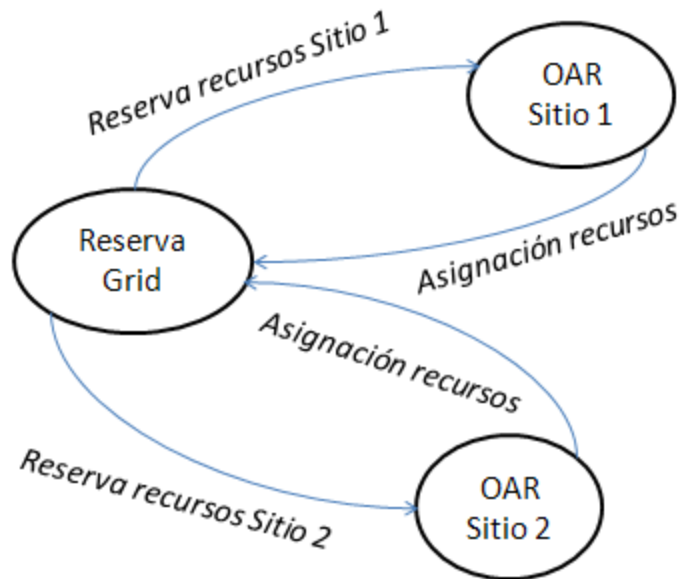 Reserva recursos Sitio 1
OAR
Sitio 1
Reserva
Grid
Asignación recursos
Asignación recursos
OAR
Sitio 2
Reserva recursos Sitio 2